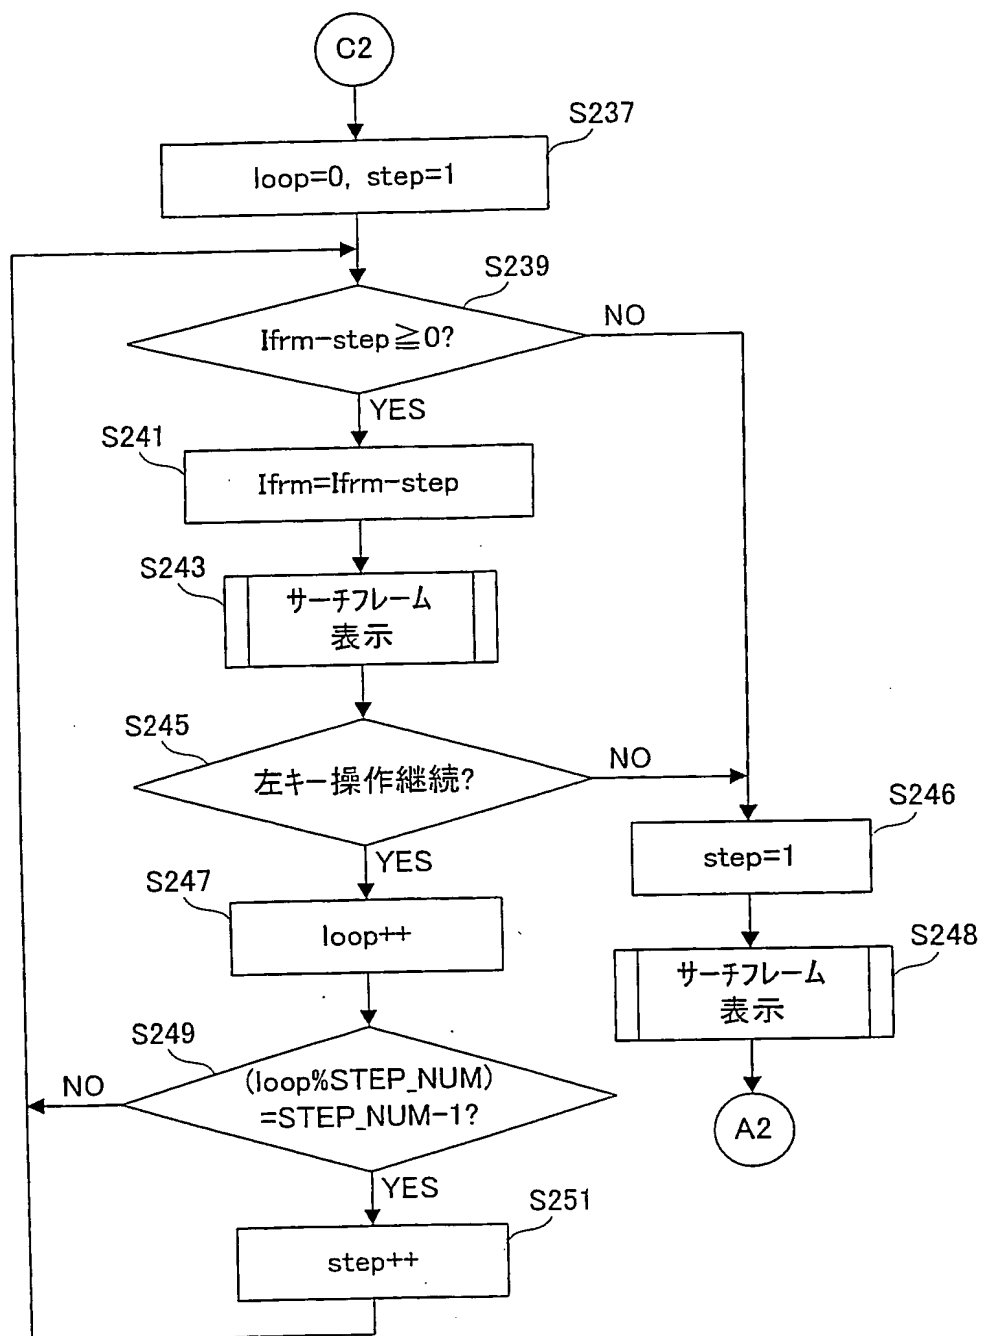 C2
S237
loop=0, step=1
S239
Ifrm-step≧0?
NO
YES
S241
Ifrm=Ifrm-step
S243
サーチフレーム
表示
S245
左キー操作継続?
NO
YES
S246
step=1
S247
loop++
S248
サーチフレーム
表示
S249
(loop%STEP_NUM)
=STEP_NUM-1?
NO
YES
A2
S251
step++